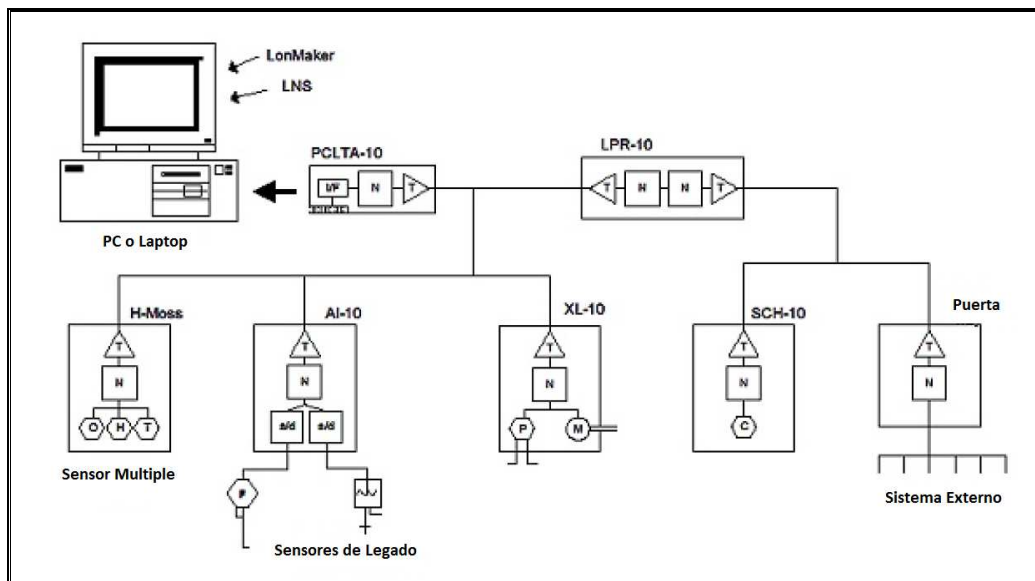 LonMaker
LNS
PCLTA-10
LPR-10
I/F
N
T
T
N
N
T
PC o Laptop
H-Moss
AI-10
XL-10
SCH-10
Puerta
T
T
T
T
T
N
N
N
N
N
O
H
T
a/d
a/d
P
M
C
Sensor Multiple
Sensores de Legado
Sistema Externo